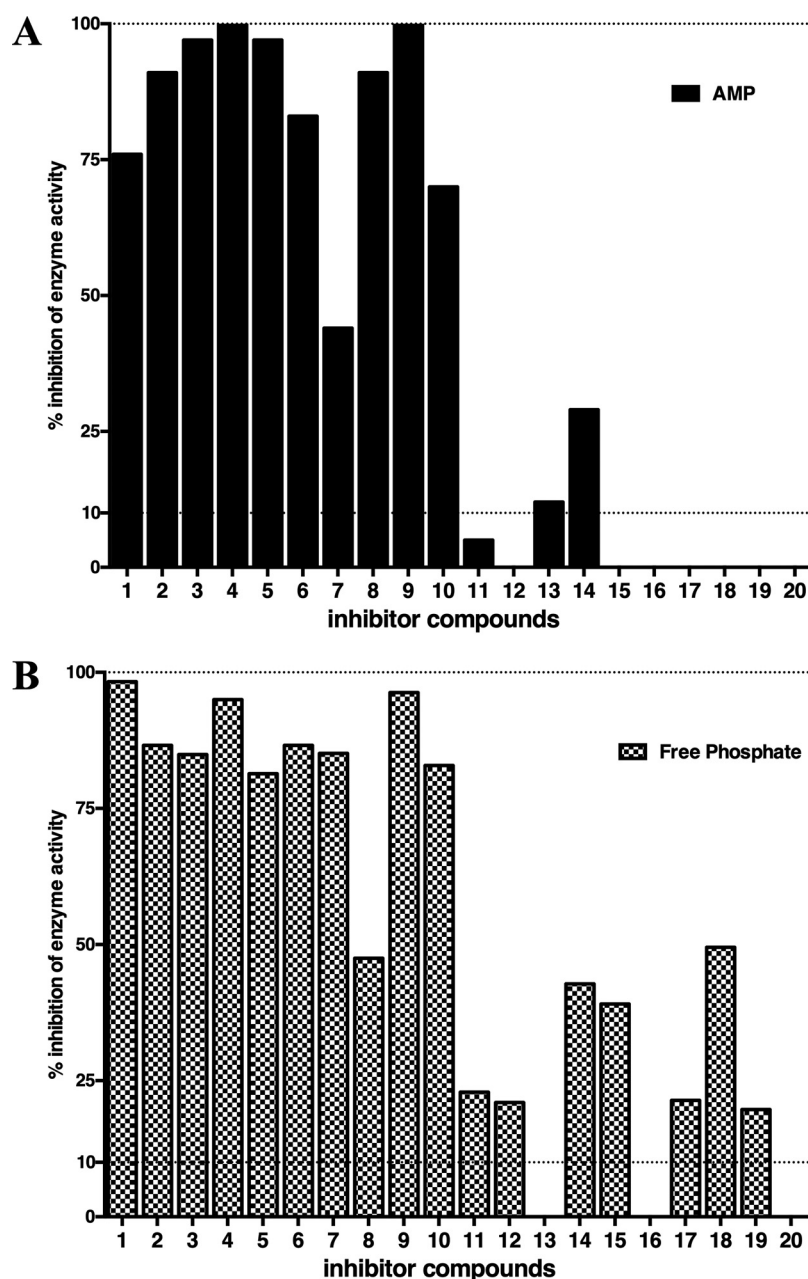 A
% inhibition of enzyme activity
100
75
50
25
10
0
AMP
1 2 3 4 5 6 7 8 9 10 11 12 13 14 15 16 17 18 19 20
inhibitor compounds
B
% inhibition of enzyme activity
100
75
50
25
10
0
Free Phosphate
1 2 3 4 5 6 7 8 9 10 11 12 13 14 15 16 17 18 19 20
inhibitor compounds